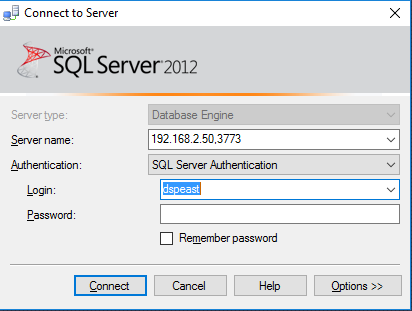 Connect to Server
Microsoft®
SQL Server® 2012
Server type: Database Engine
Server name: 192.168.2.50,3773
Authentication: SQL Server Authentication
Login: dspeast
Password:
Remember password
Connect Cancel Help Options >>